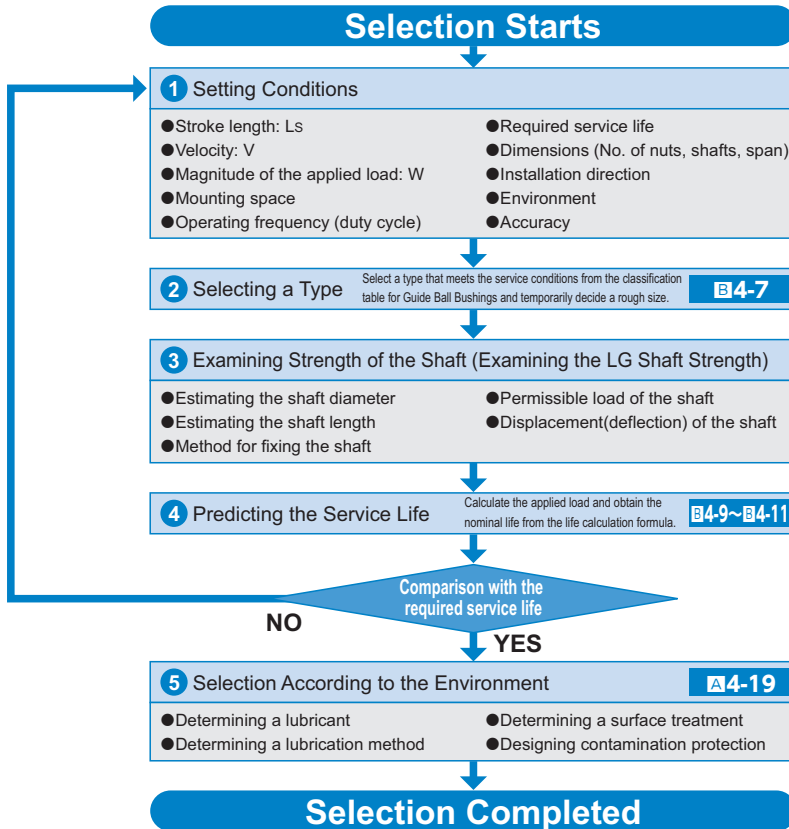 Selection Starts
1 Setting Conditions
●Stroke length: LS
●Velocity: V
●Magnitude of the applied load: W
●Mounting space
●Operating frequency (duty cycle)
●Required service life
●Dimensions (No. of nuts, shafts, span)
●Installation direction
●Environment
●Accuracy
2 Selecting a Type
Select a type that meets the service conditions from the classification
table for Guide Ball Bushings and temporarily decide a rough size.
B4-7
3 Examining Strength of the Shaft (Examining the LG Shaft Strength)
●Estimating the shaft diameter
●Estimating the shaft length
●Method for fixing the shaft
●Permissible load of the shaft
●Displacement(deflection) of the shaft
4 Predicting the Service Life
Calculate the applied load and obtain the
nominal life from the life calculation formula.
B4-9~B4-11
Comparison with the
required service life
NO
YES
5 Selection According to the Environment
A4-19
●Determining a lubricant
●Determining a lubrication method
●Determining a surface treatment
●Designing contamination protection
Selection Completed